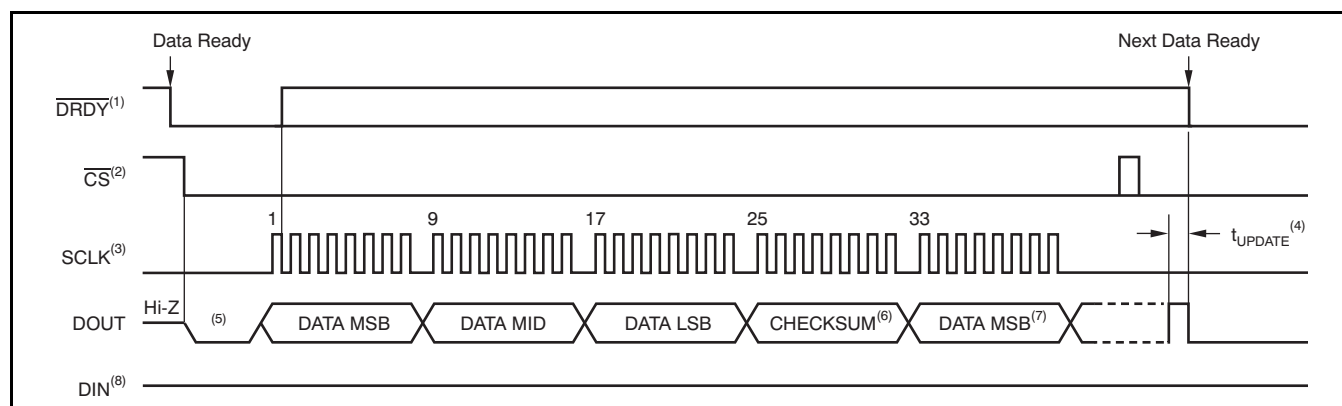 Data Ready
Next Data Ready
DRDY(1)
CS(2)
1 9 17 25 33
SCLK(3)
tUPDATE(4)
Hi-Z
DOUT
(5) DATA MSB DATA MID DATA LSB CHECKSUM(6) DATA MSB(7)
DIN(8)